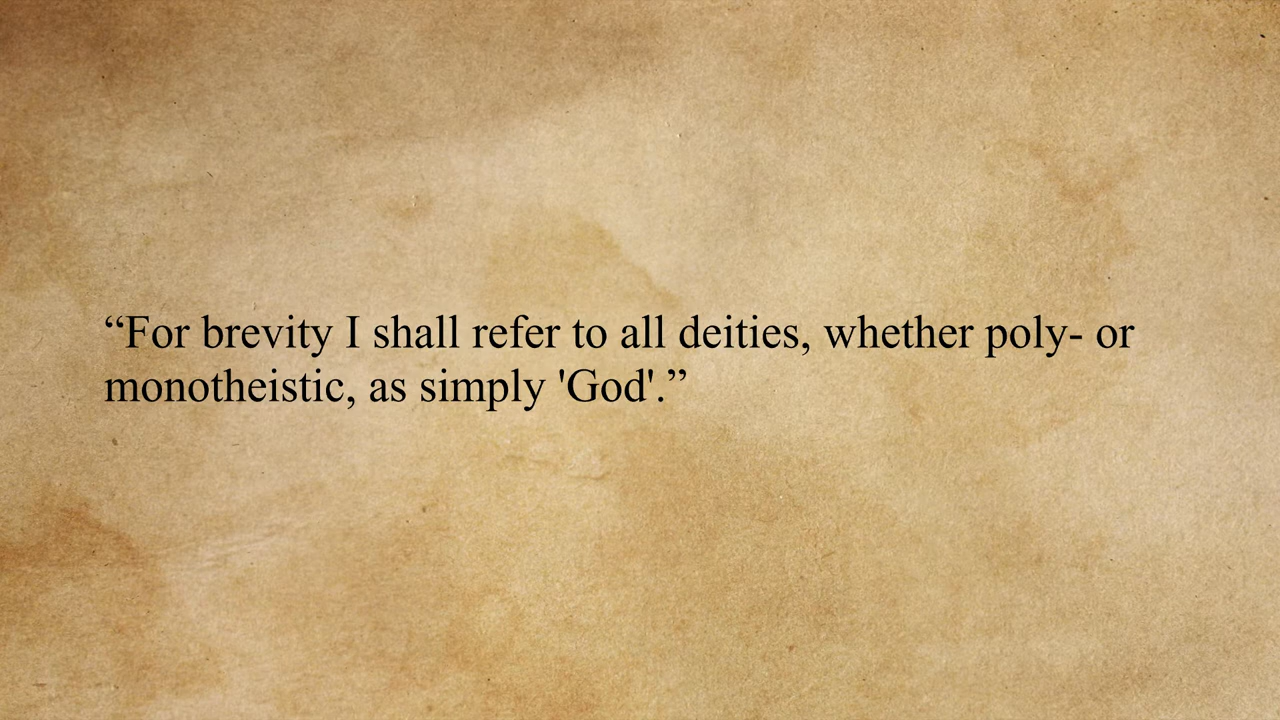 “For brevity I shall refer to all deities, whether poly- or
monotheistic, as simply 'God'.”